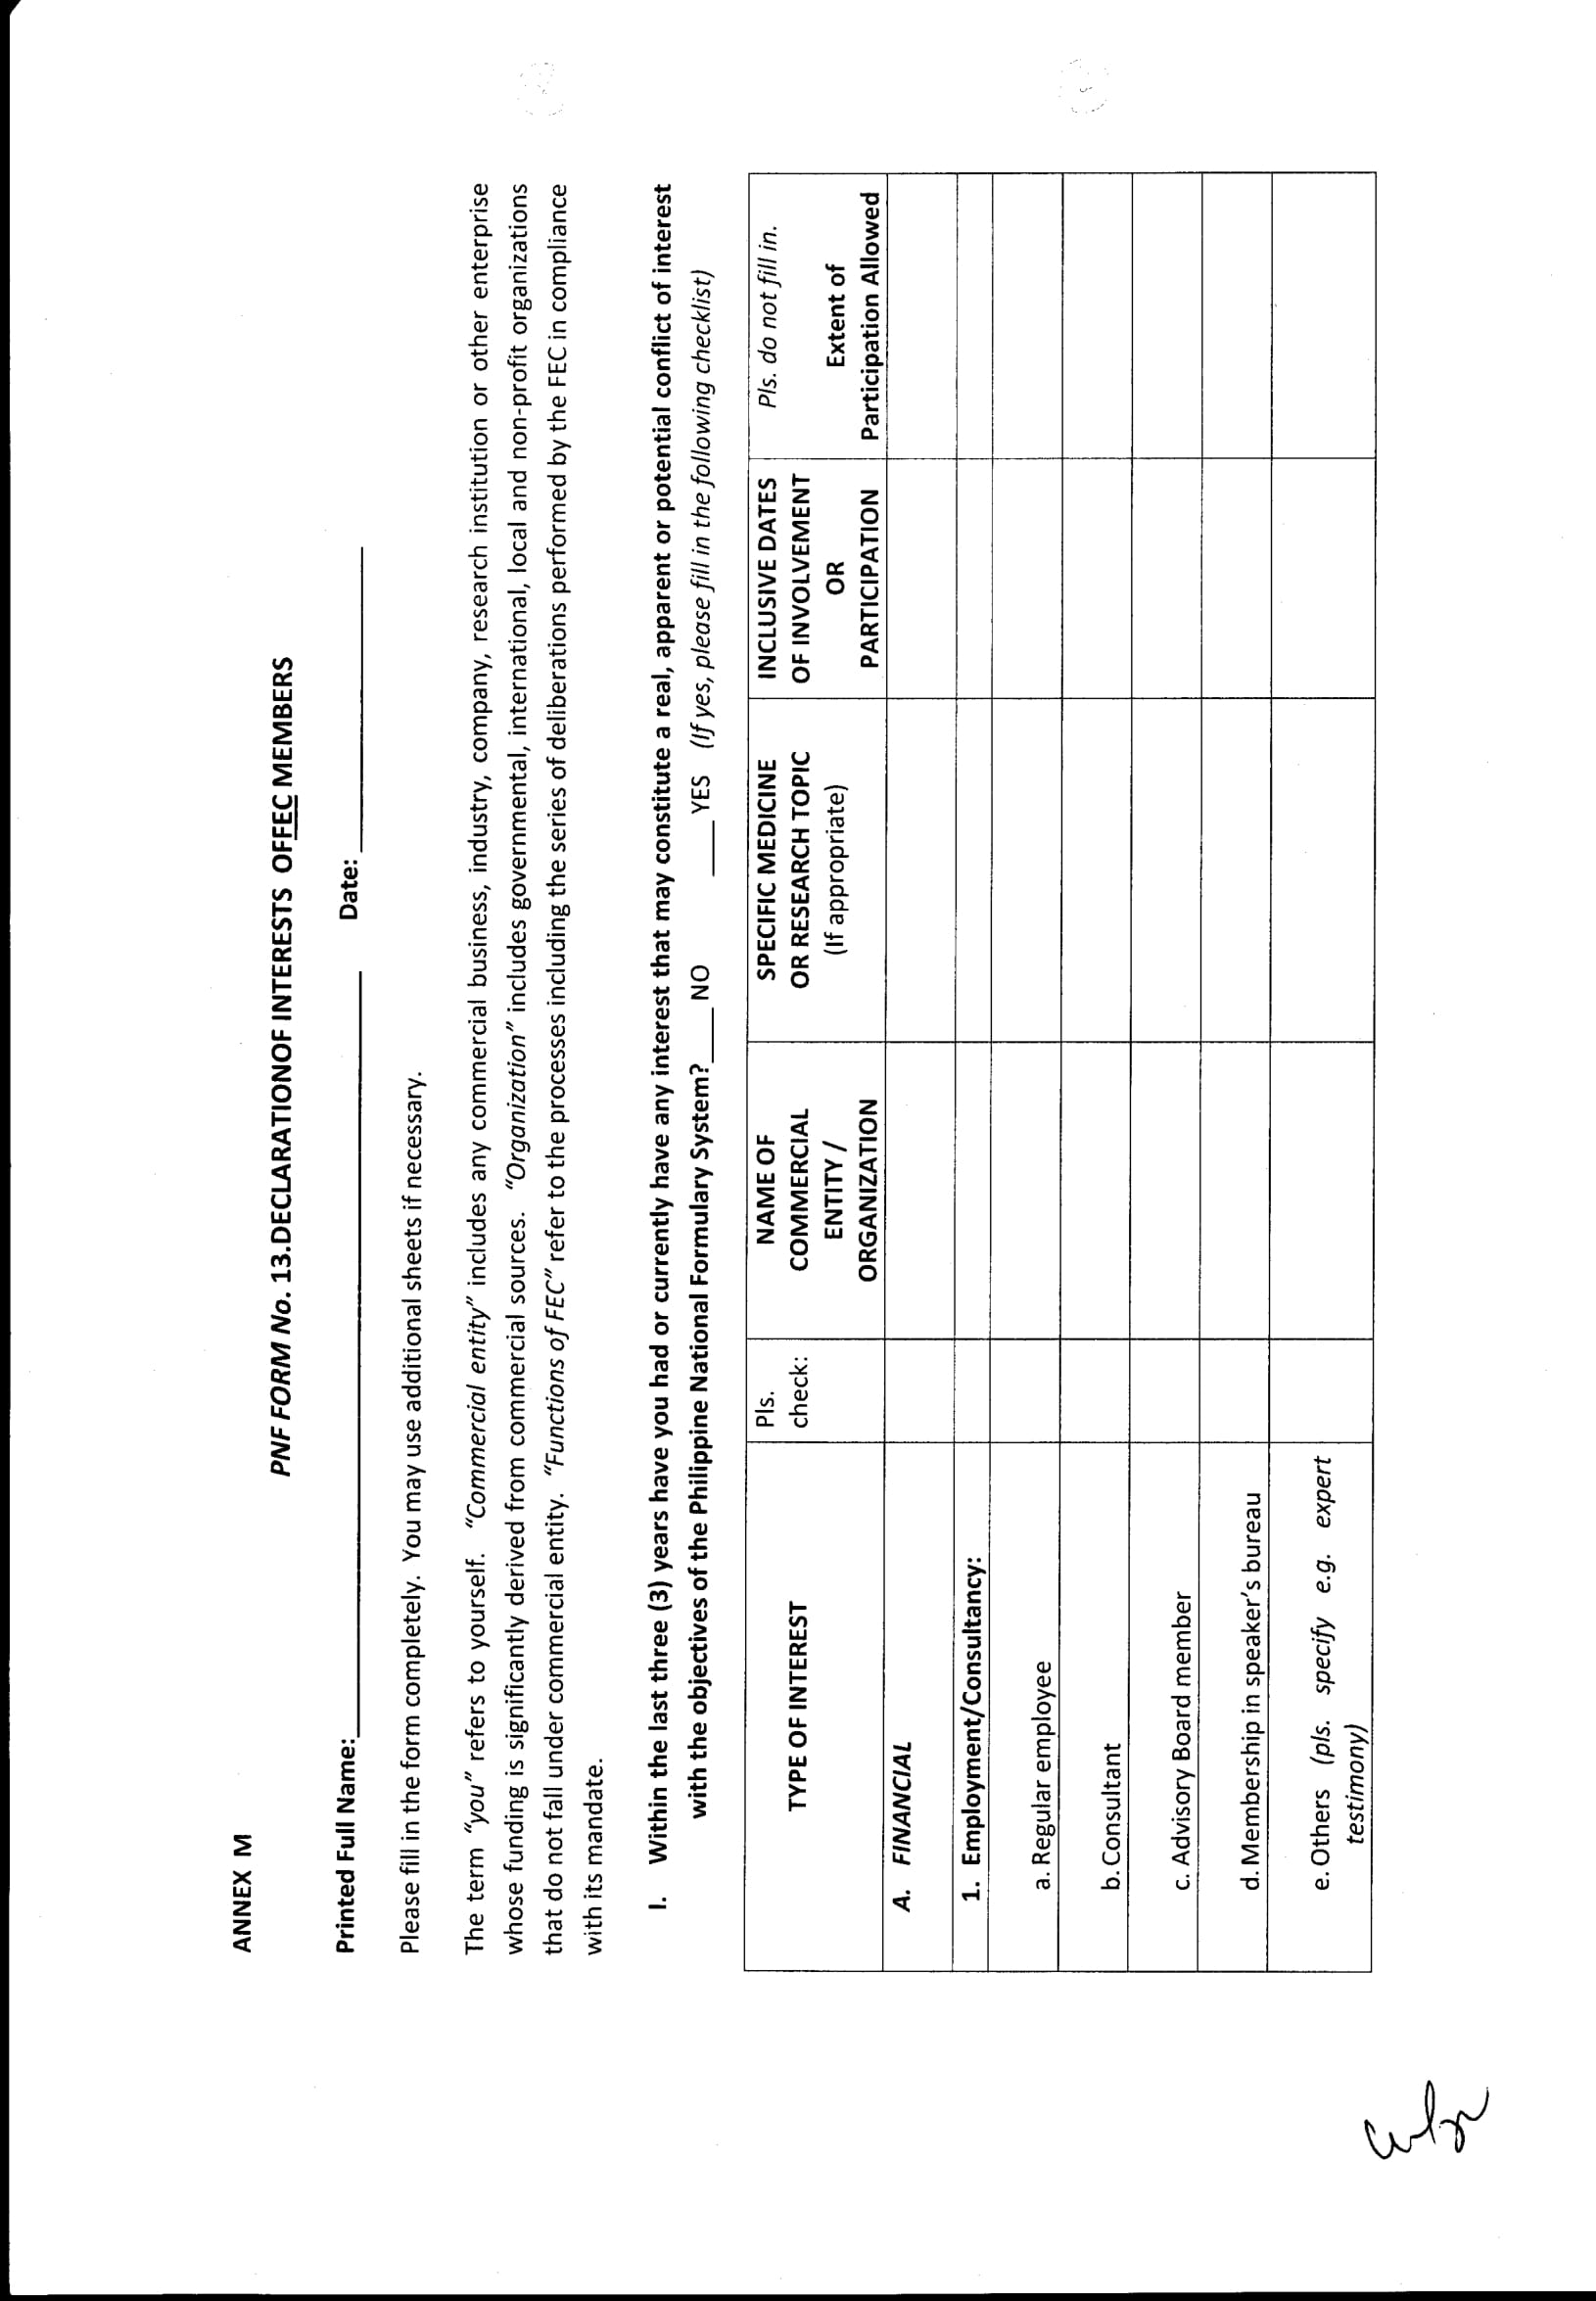 ANNEX M
PNF FORM No. 13.DECLARATIONOF INTERESTS OFFEC MEMBERS
Printed Full Name:____________________ Date: ____________________
Please fill in the form completely. You may use additional sheets if necessary.
The term “you” refers to yourself. “Commercial entity” includes any commercial business, industry, company, research institution or other enterprise
whose funding is significantly derived from commercial sources. “Organization” includes governmental, international, local and non-profit organizations
that do not fall under commercial entity. “Functions of FEC” refer to the processes including the series of deliberations performed by the FEC in compliance
with its mandate.
I. Within the last three (3) years have you had or currently have any interest that may constitute a real, apparent or potential conflict of interest
with the objectives of the Philippine National Formulary System?____ NO ____ YES (If yes, please fill in the following checklist)
TYPE OF INTEREST
Pls.
check:
NAME OF
COMMERCIAL
ENTITY /
ORGANIZATION
SPECIFIC MEDICINE
OR RESEARCH TOPIC
(If appropriate)
INCLUSIVE DATES
OF INVOLVEMENT
OR
PARTICIPATION
Pls. do not fill in.
Extent of
Participation Allowed
A. FINANCIAL
1. Employment/Consultancy:
a. Regular employee
b. Consultant
c. Advisory Board member
d. Membership in speaker’s bureau
e. Others (pls. specify e.g. expert
testimony)